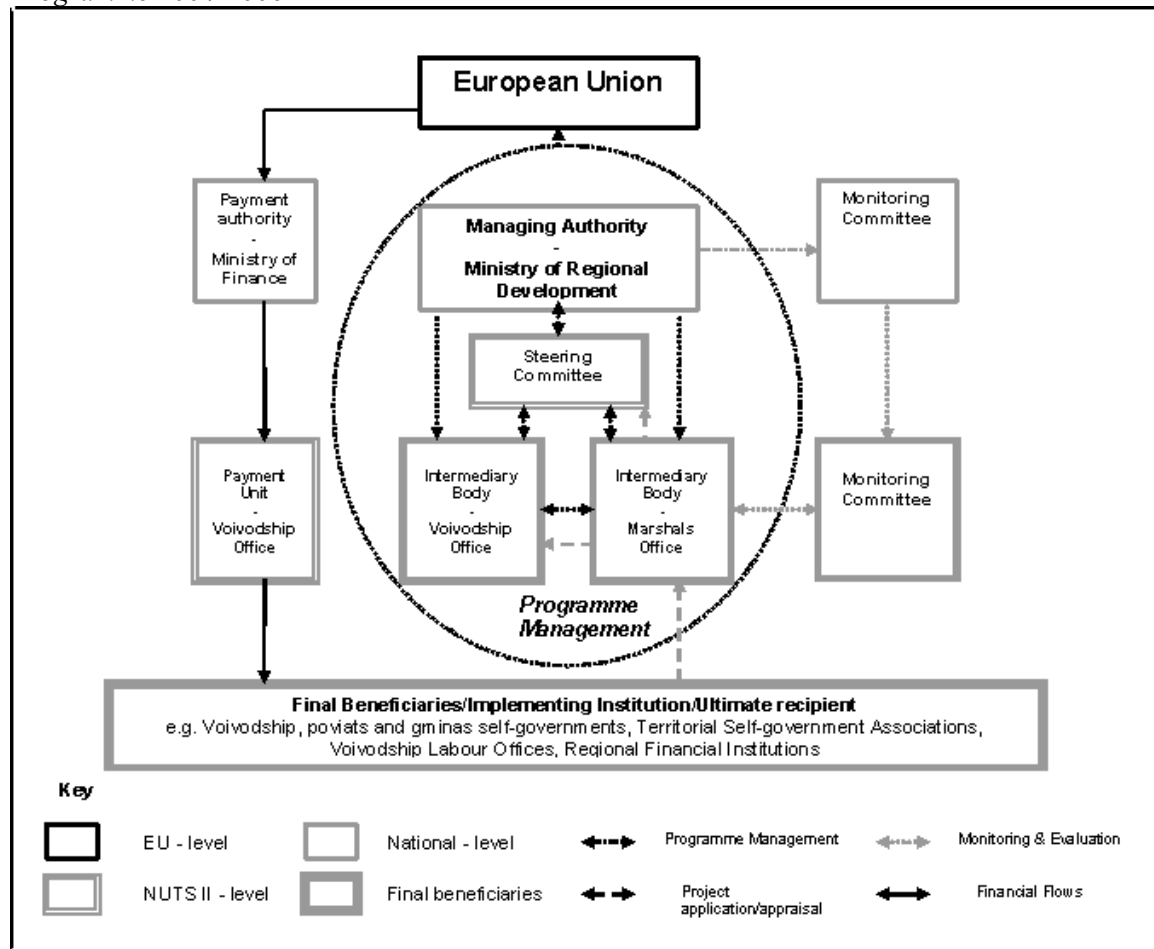 European Union
Payment
authority
-
Ministry of
Finance
Managing Authority
-
Ministry of Regional
Development
Monitoring
Committee
Steering
Committee
Payment
Unit
-
Voivodship
Office
Intermediary
Body
-
Voivodship
Office
Intermediary
Body
-
Marshals
Office
Monitoring
Committee
Programme
Management
Final Beneficiaries/Implementing Institution/Ultimate recipient
e.g. Voivodship, poviats and gminas self-governments, Territorial Self-government Associations,
Voivodship Labour Offices, Regional Financial Institutions
Key
EU - level
National - level
Programme Management
Monitoring & Evaluation
NUTS II - level
Final beneficiaries
Project
application/appraisal
Financial Flows